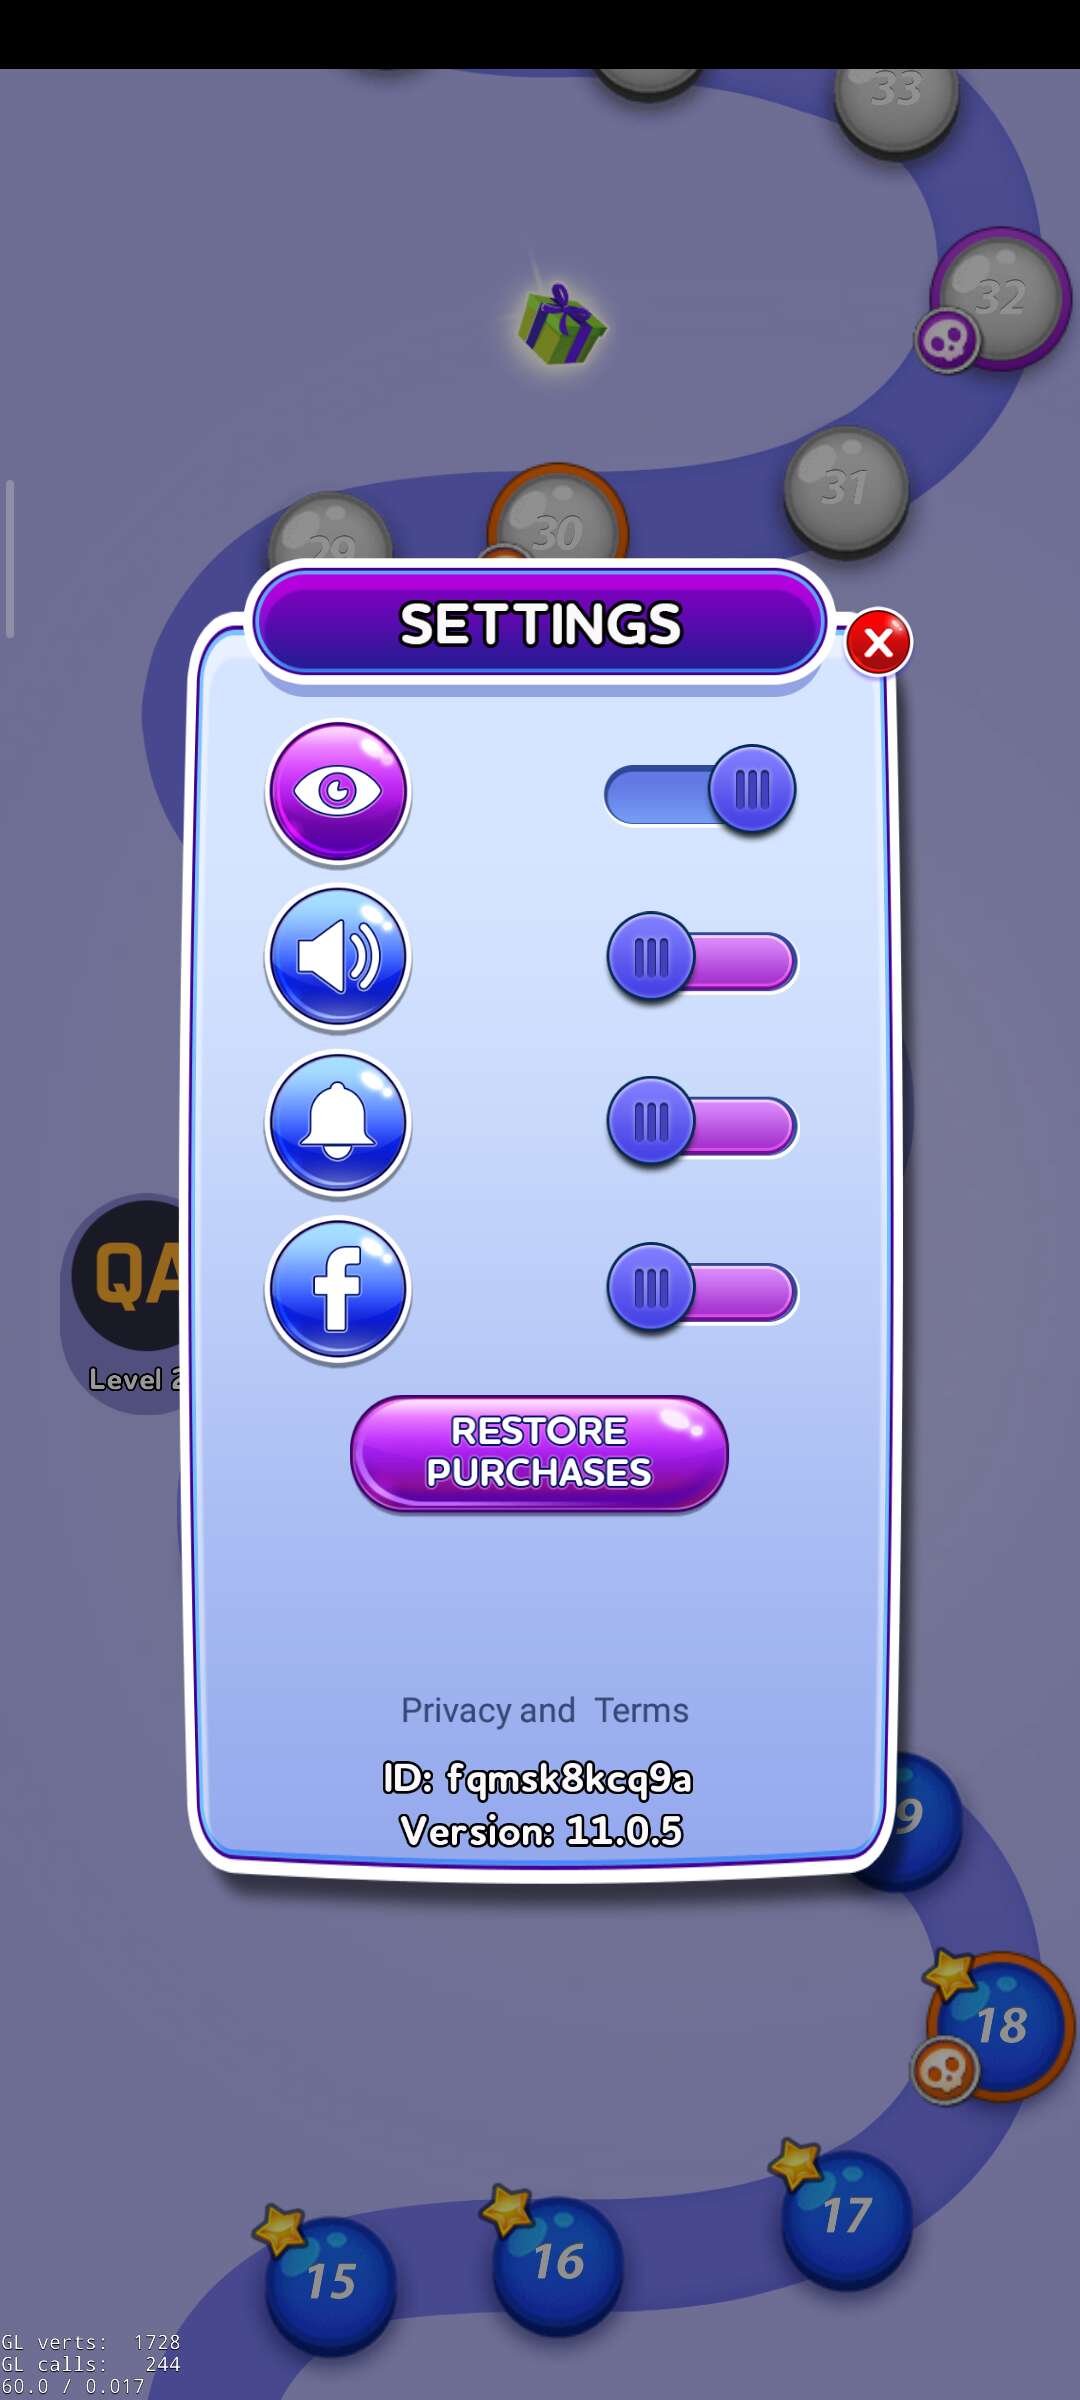 33
32
31
30
29
SETTINGS
QA
Level 2
RESTORE
PURCHASES
Privacy and Terms
ID: fqmsk8kcq9a
Version: 11.0.5
9
18
17
16
15
GL verts: 1728
GL calls: 244
60.0 / 0.017